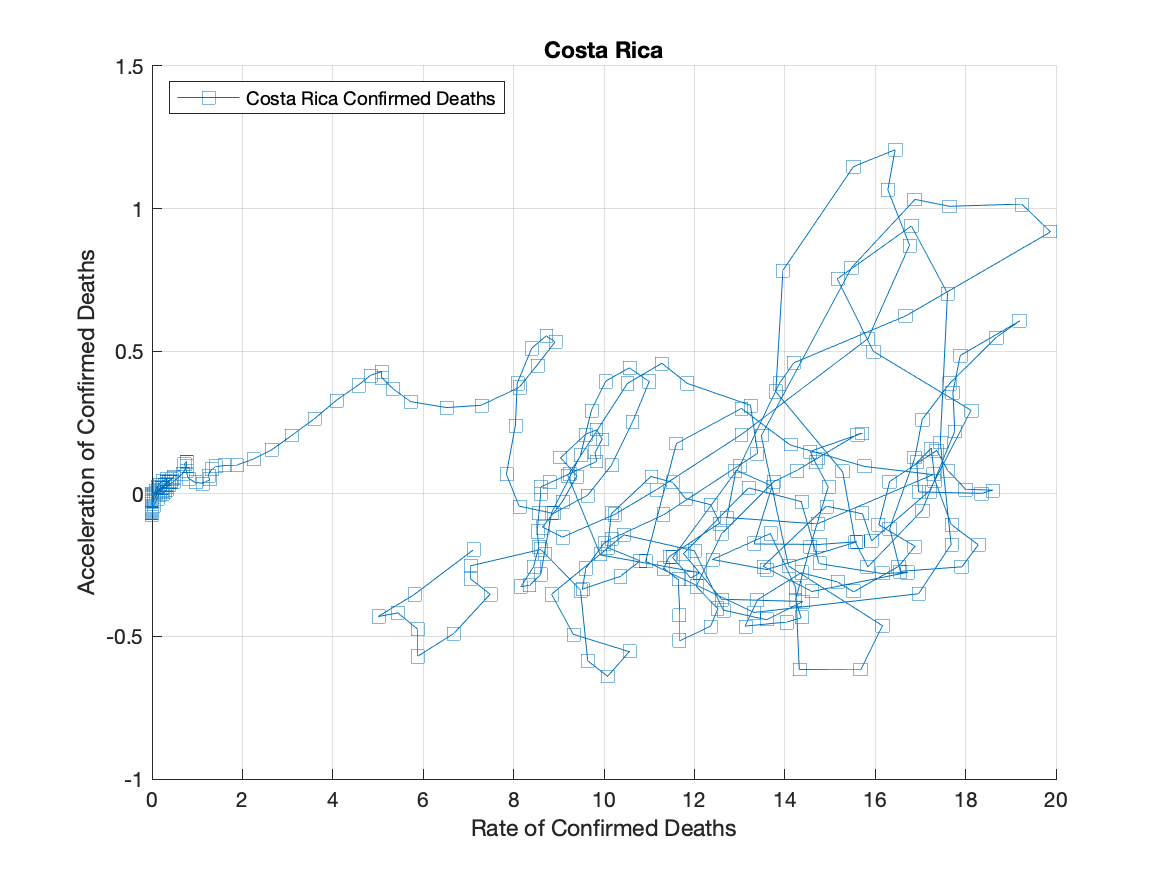 Costa Rica
Costa Rica Confirmed Deaths
1.5
1
0.5
0
-0.5
-1
Acceleration of Confirmed Deaths
0 2 4 6 8 10 12 14 16 18 20
Rate of Confirmed Deaths